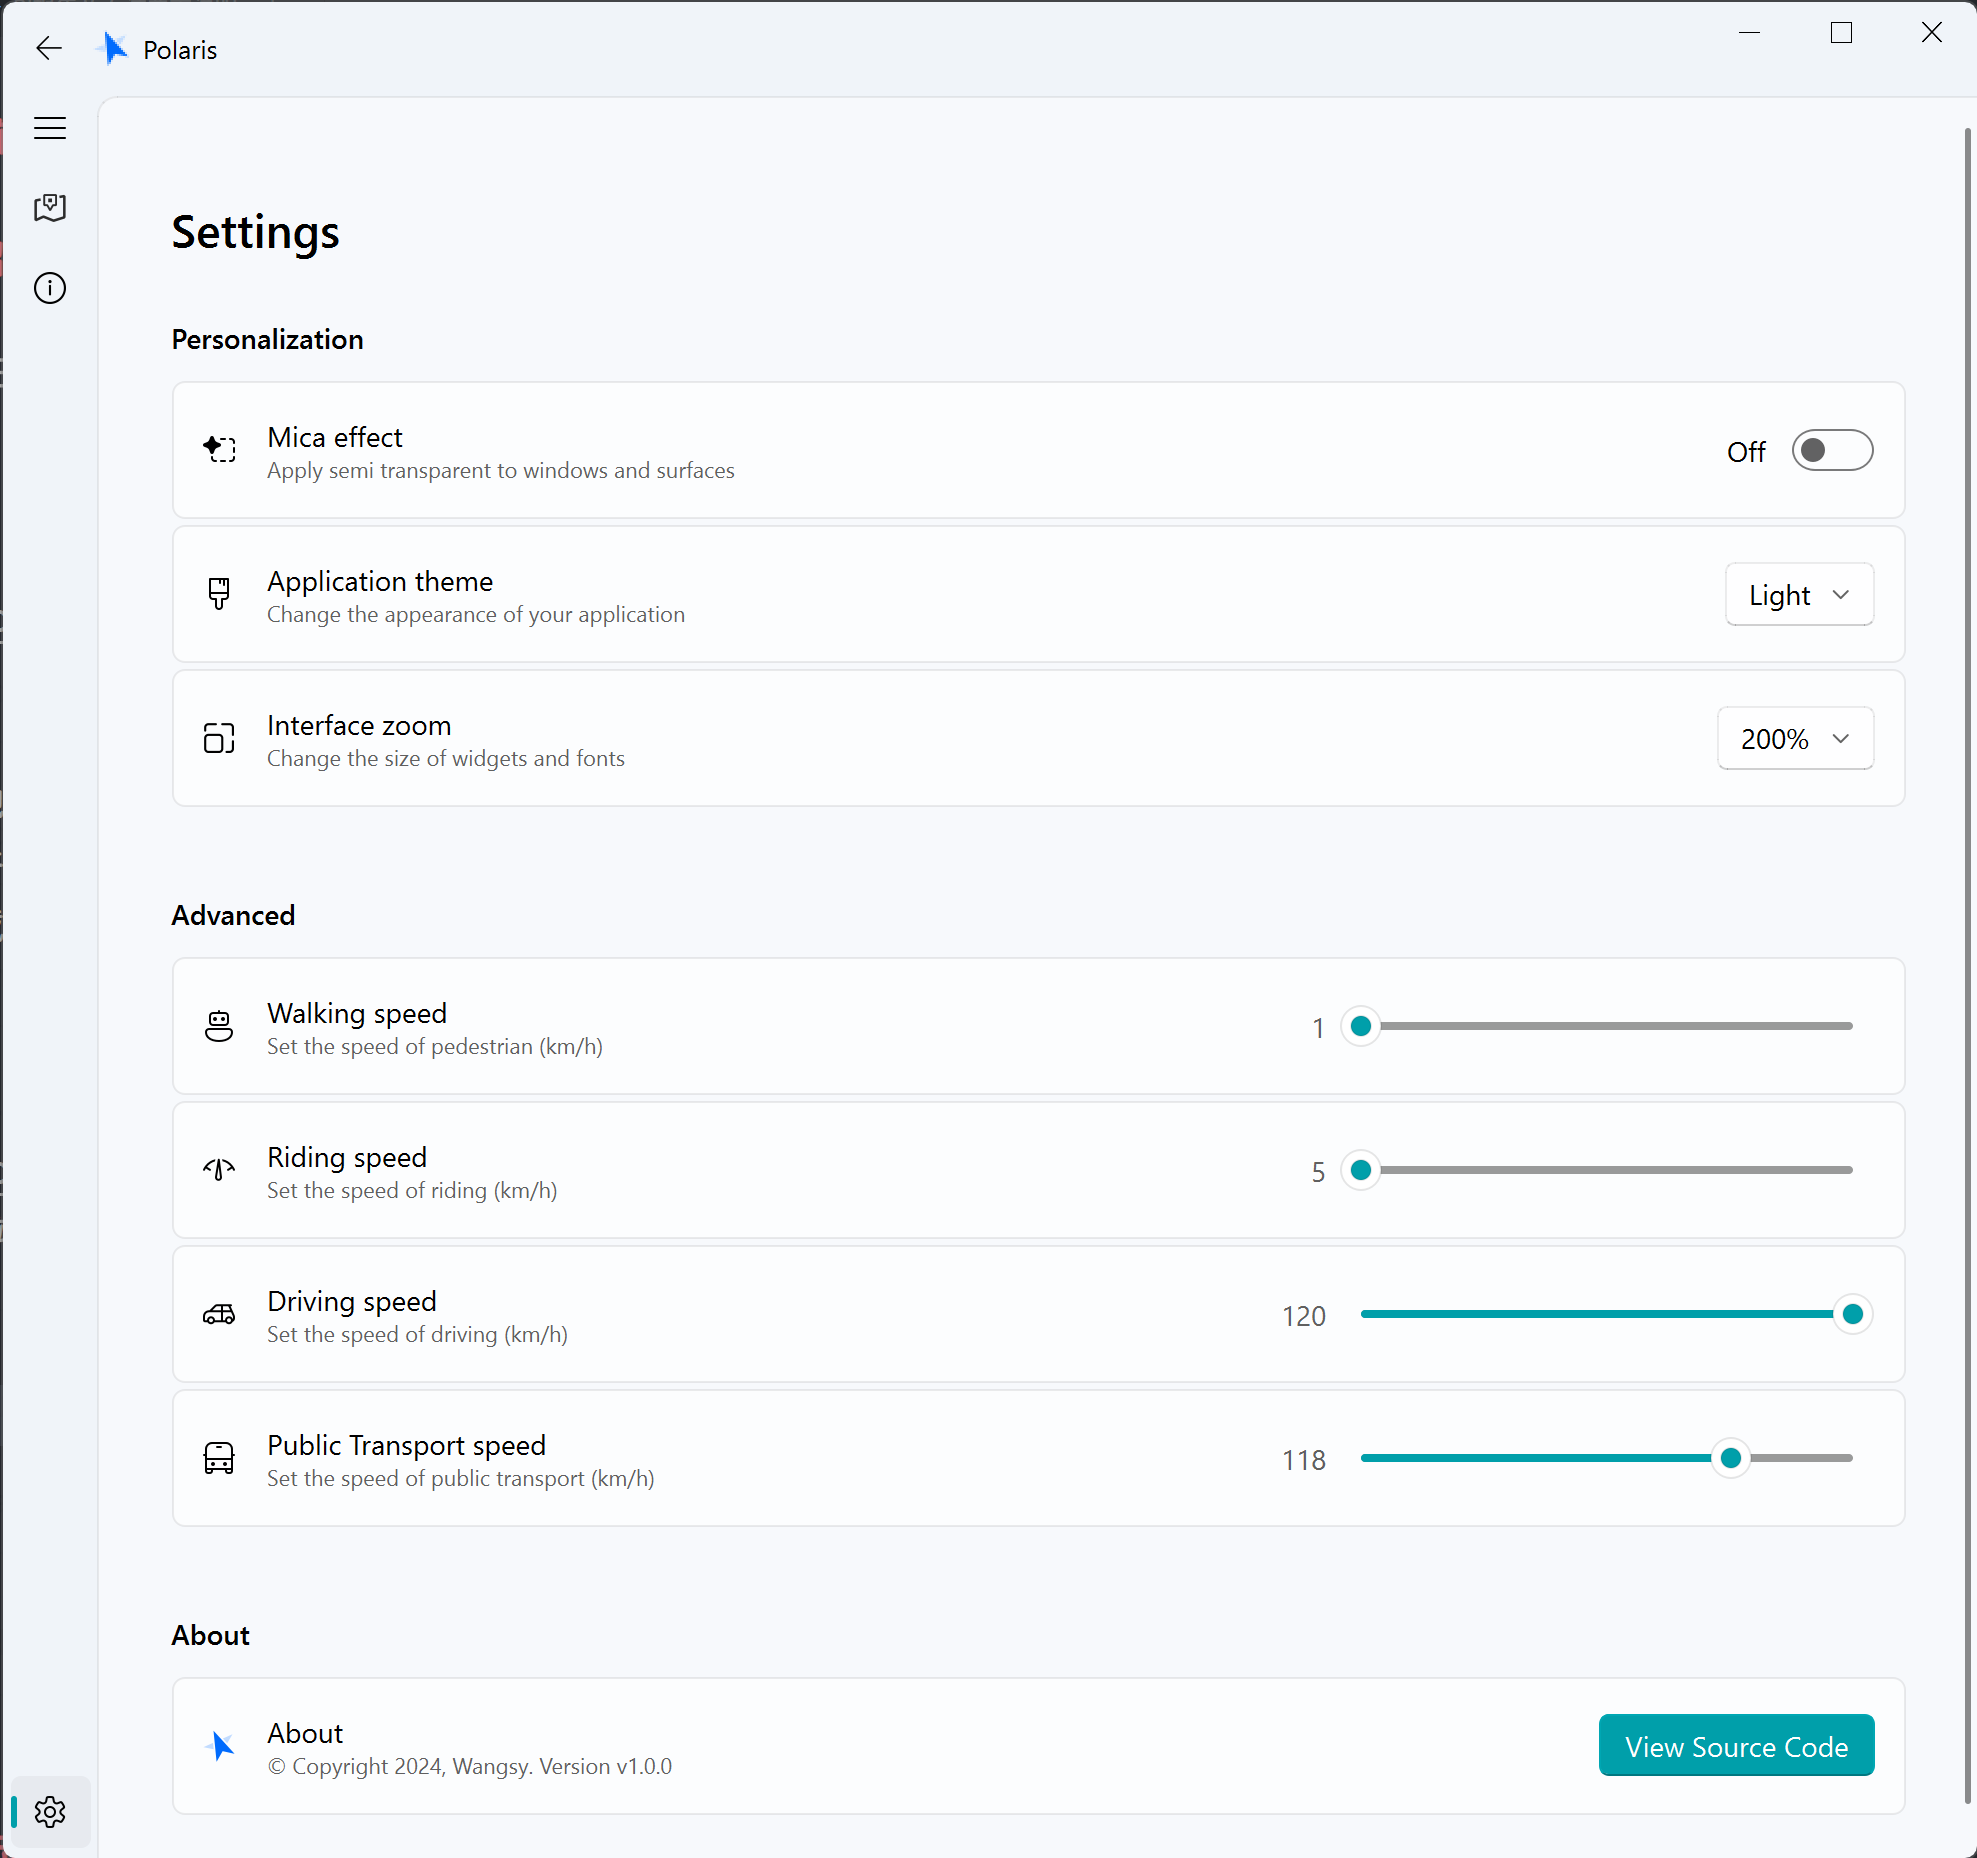 Polaris
Settings
Personalization
Mica effect
Apply semi transparent to windows and surfaces
Off
Application theme
Change the appearance of your application
Light
Interface zoom
Change the size of widgets and fonts
200%
Advanced
Walking speed
Set the speed of pedestrian (km/h)
1
Riding speed
Set the speed of riding (km/h)
5
Driving speed
Set the speed of driving (km/h)
120
Public Transport speed
Set the speed of public transport (km/h)
118
About
About
© Copyright 2024, Wangsy. Version v1.0.0
View Source Code